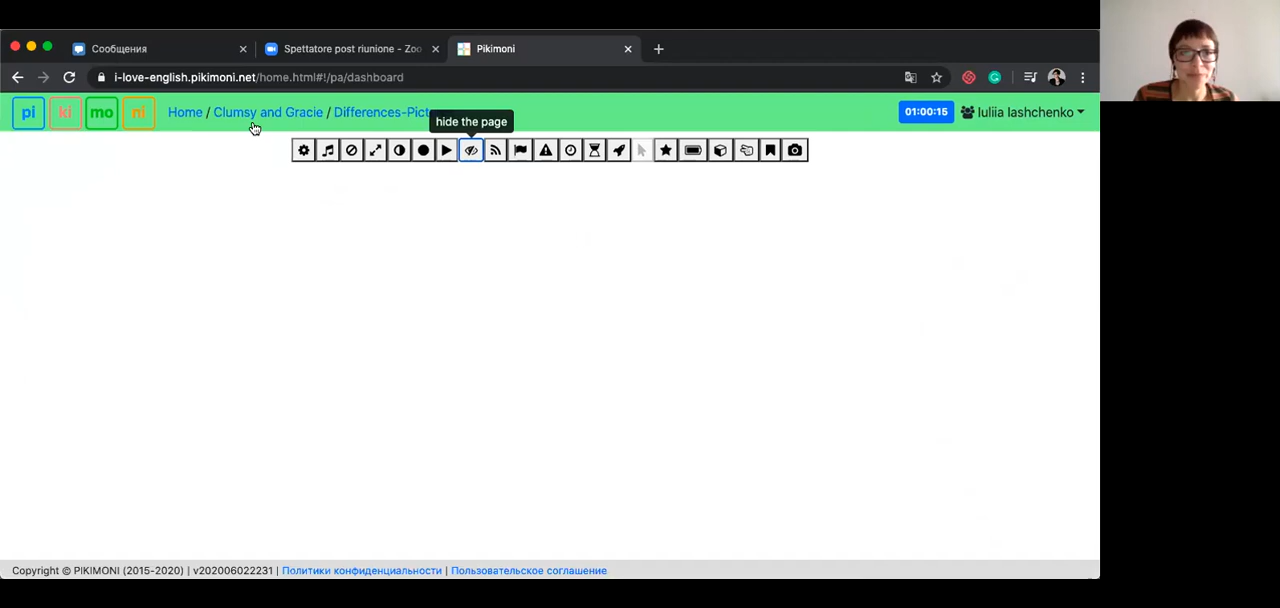 Сообщения
Spettatore post riunione - Zoo
Pikimoni
i-love-english.pikimoni.net/home.html#!/pa/dashboard
pi ki mo ni Home / Clumsy and Gracie / Differences-Pict 01:00:15 Iuliia Iashchenko
hide the page
Copyright © PIKIMONI (2015-2020) | v202006022231 | Политики конфиденциальности | Пользовательское соглашение